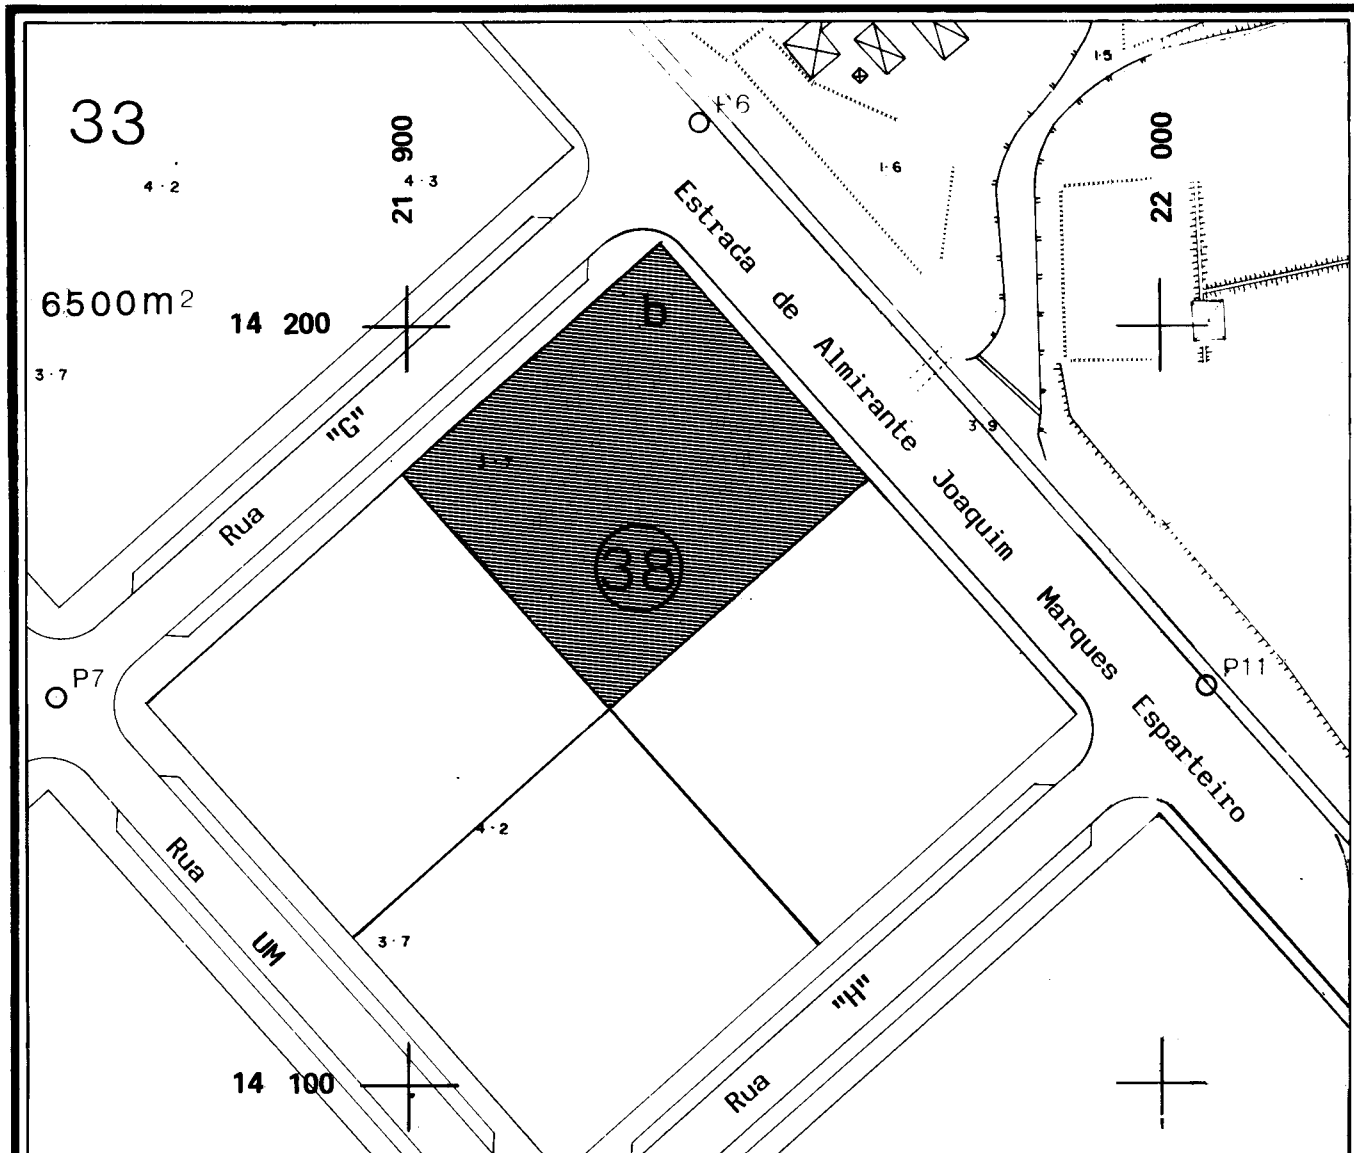 33
4·2
21 900
4·3
P6
1·5
1·6
22 000
6500m²
14 200
3·7
b
Estrada de Almirante Joaquim Marques Esparteiro
3 9
Rua "G"
3·7
38
P7
P11
Rua UM
4·2
3·7
Rua "H"
14 100